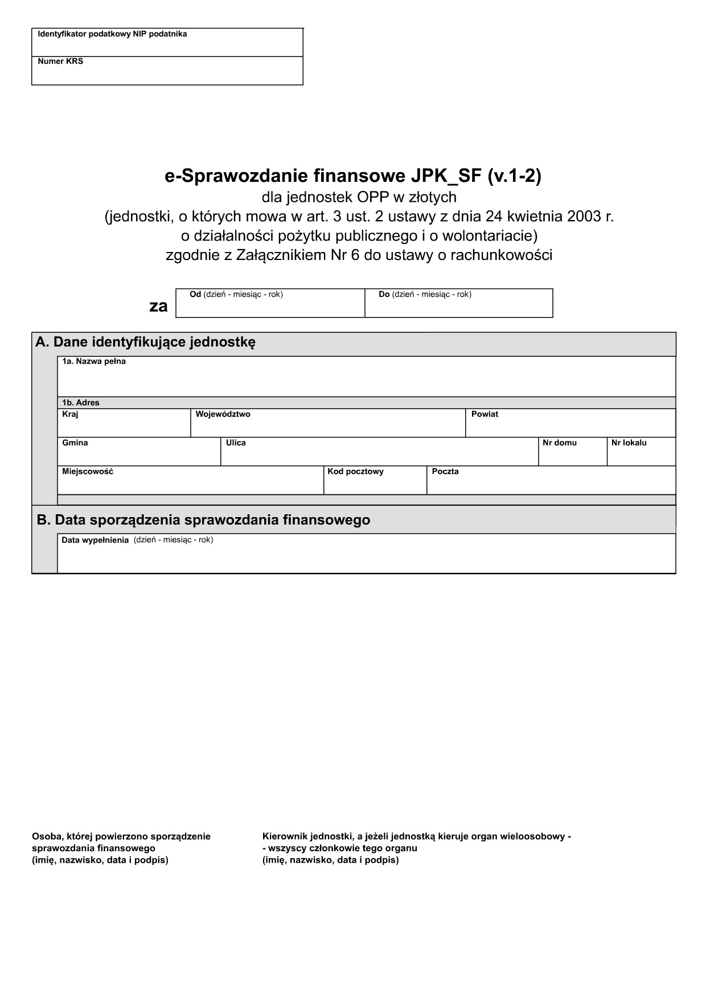 Identyfikator podatkowy NIP podatnika
Numer KRS
e-Sprawozdanie finansowe JPK_SF (v.1-2)
dla jednostek OPP w złotych
(jednostki, o których mowa w art. 3 ust. 2 ustawy z dnia 24 kwietnia 2003 r.
o działalności pożytku publicznego i o wolontariacie)
zgodnie z Załącznikiem Nr 6 do ustawy o rachunkowości
za
Od (dzień - miesiąc - rok)
Do (dzień - miesiąc - rok)
A. Dane identyfikujące jednostkę
1a. Nazwa pełna
1b. Adres
Kraj
Województwo
Powiat
Gmina
Ulica
Nr domu
Nr lokalu
Miejscowość
Kod pocztowy
Poczta
B. Data sporządzenia sprawozdania finansowego
Data wypełnienia (dzień - miesiąc - rok)
Osoba, której powierzono sporządzenie
sprawozdania finansowego
(imię, nazwisko, data i podpis)
Kierownik jednostki, a jeżeli jednostką kieruje organ wieloosobowy -
- wszyscy członkowie tego organu
(imię, nazwisko, data i podpis)